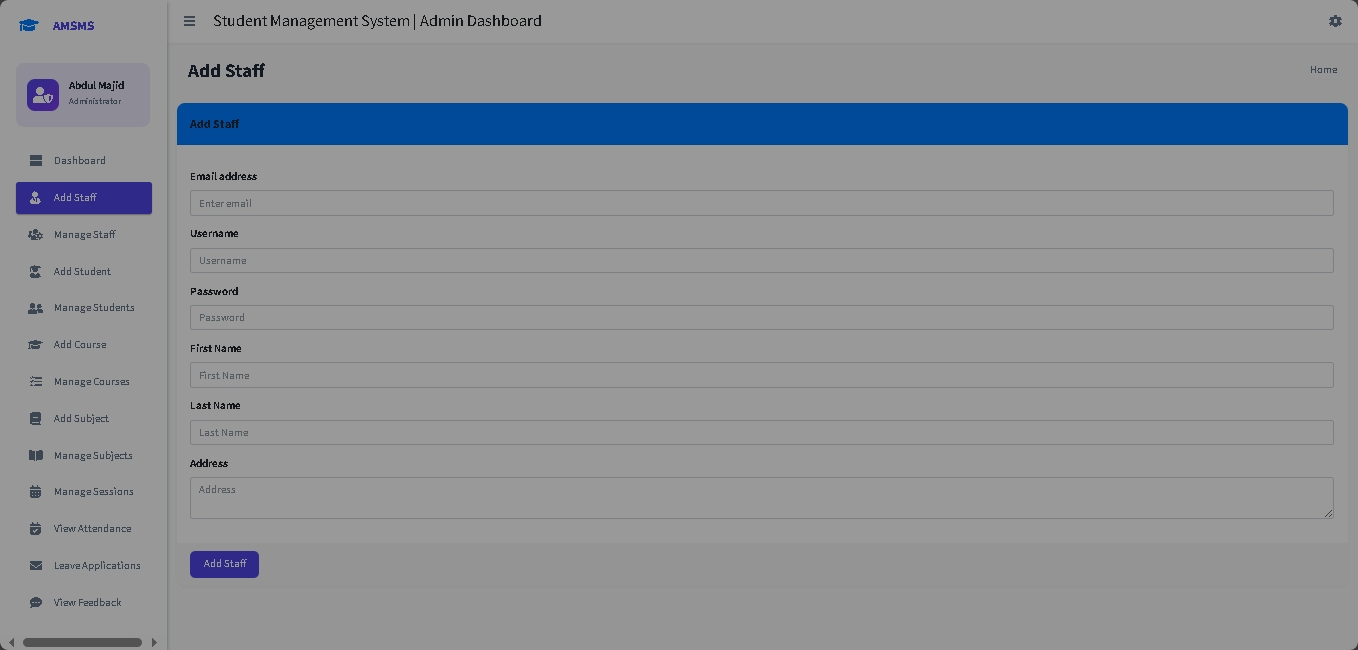 AMSMS
Student Management System | Admin Dashboard
Abdul Majid
Administrator
Dashboard
Add Staff
Manage Staff
Add Student
Manage Students
Add Course
Manage Courses
Add Subject
Manage Subjects
Manage Sessions
View Attendance
Leave Applications
View Feedback
Add Staff
Home
Add Staff
Email address
Enter email
Username
Username
Password
Password
First Name
First Name
Last Name
Last Name
Address
Address
Add Staff